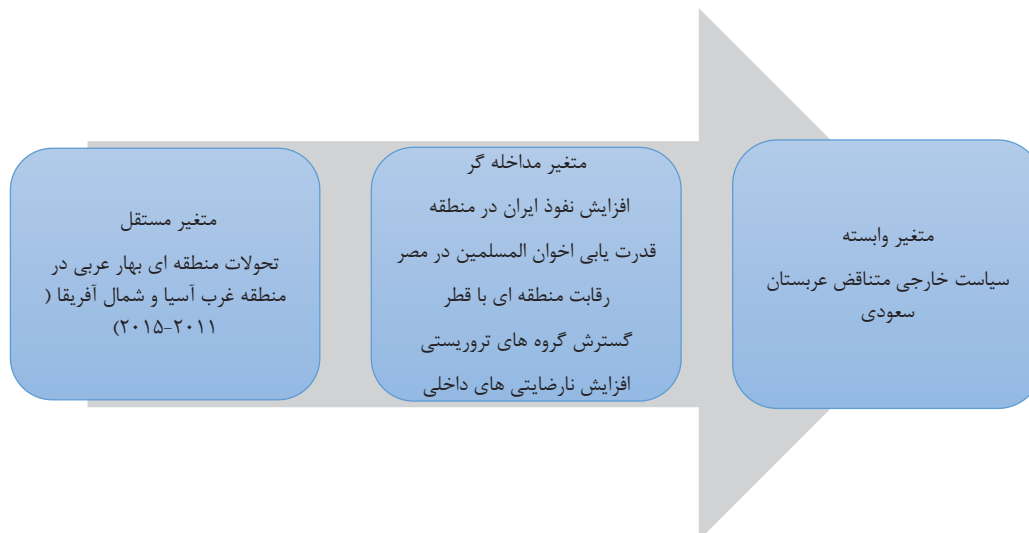 متغیر مستقل
تحولات منطقه ای بهار عربی در
منطقه غرب آسیا و شمال آفریقا (
۲۰۱۱-۲۰۱۵)
متغیر مداخله گر
افزایش نفوذ ایران در منطقه
قدرت یابی اخوان المسلمین در مصر
رقابت منطقه ای با قطر
گسترش گروه های تروریستی
افزایش نارضایتی های داخلی
متغیر وابسته
سیاست خارجی متناقض عربستان
سعودی